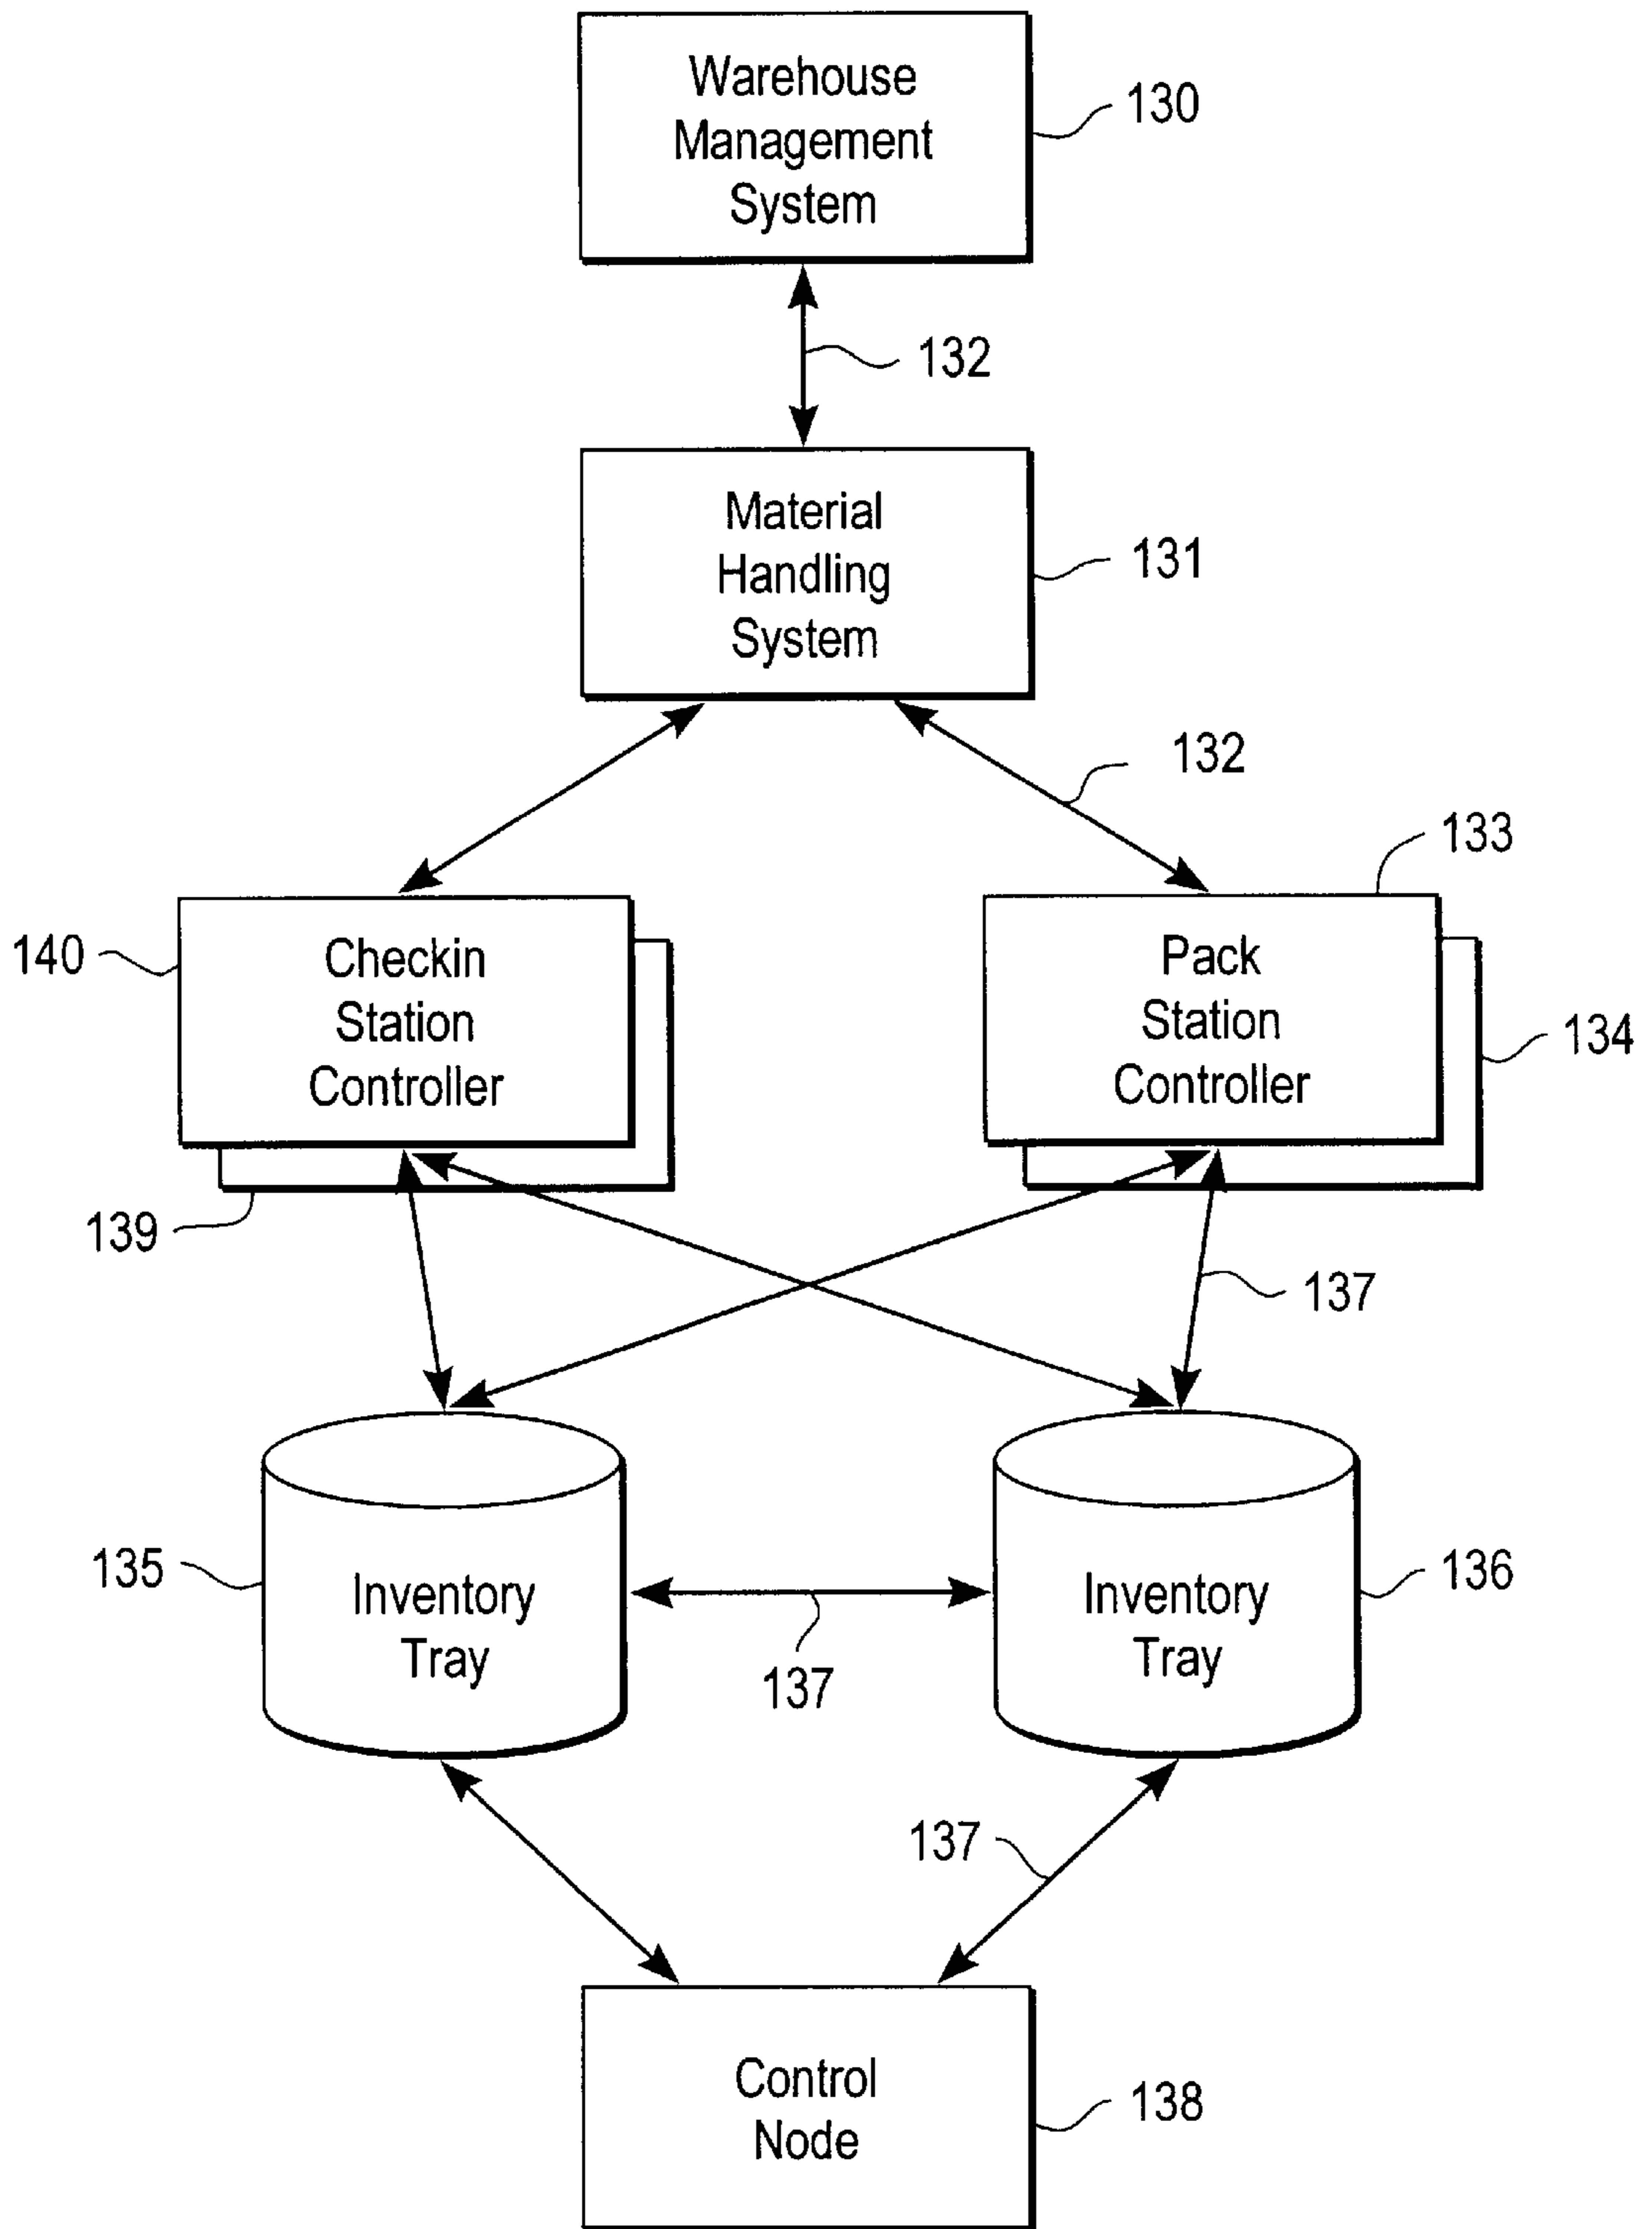 Warehouse
Management
System
130
132
Material
Handling
System
131
132
133
140
Checkin
Station
Controller
Pack
Station
Controller
134
139
137
135
Inventory
Tray
137
Inventory
Tray
136
137
Control
Node
138